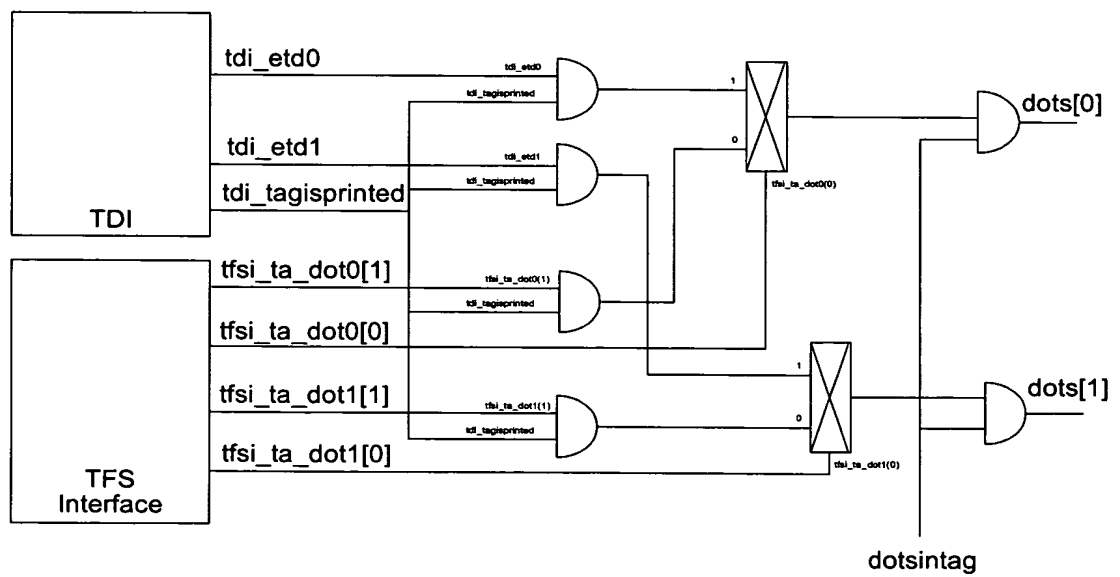 tdi_etd0
tdi_etd0
tdi_tagisprinted
1
dots[0]
tdi_etd1
tdi_etd1
0
tdi_tagisprinted
tdi_tagisprinted
tfsi_ta_dot0(0)
TDI
tfsi_ta_dot0[1]
tfsi_ta_dot0(1)
tdi_tagisprinted
tfsi_ta_dot0[0]
1
tfsi_ta_dot1[1]
tfsi_ta_dot1(1)
0
dots[1]
tdi_tagisprinted
tfsi_ta_dot1[0]
tfsi_ta_dot1(0)
TFS
Interface
dotsintag